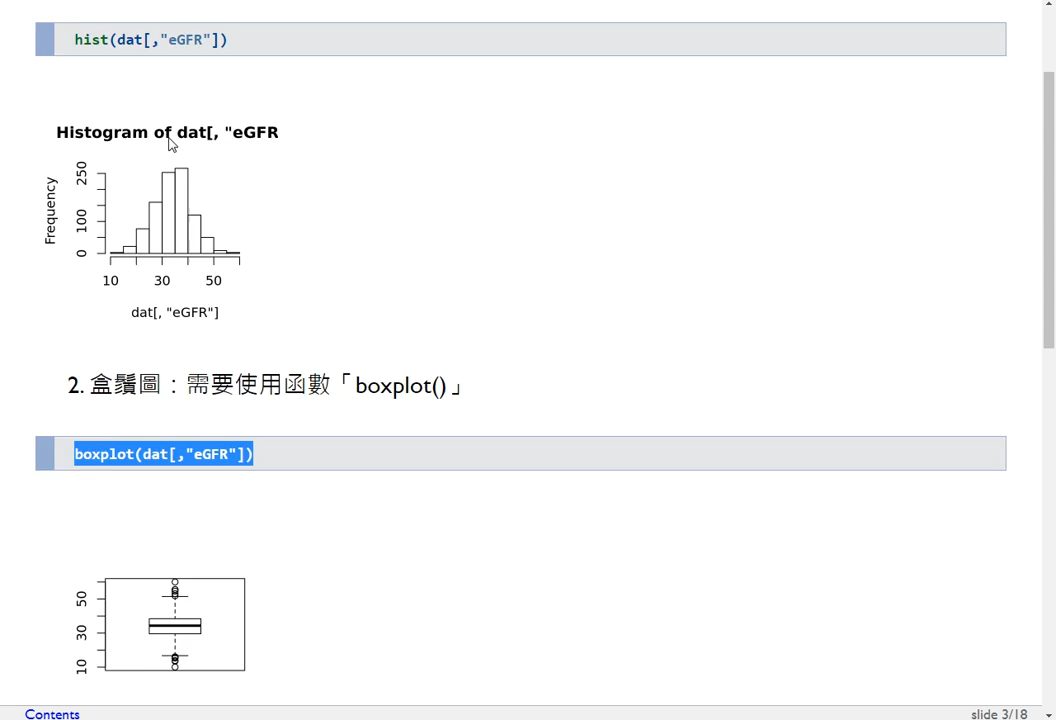 hist(dat[,"eGFR"])
Histogram of dat[, "eGFR
Frequency
250
100
0
10 30 50
dat[, "eGFR"]
2. 盒鬚圖：需要使用函數「boxplot()」
boxplot(dat[,"eGFR"])
50
30
10
Contents
slide 3/18